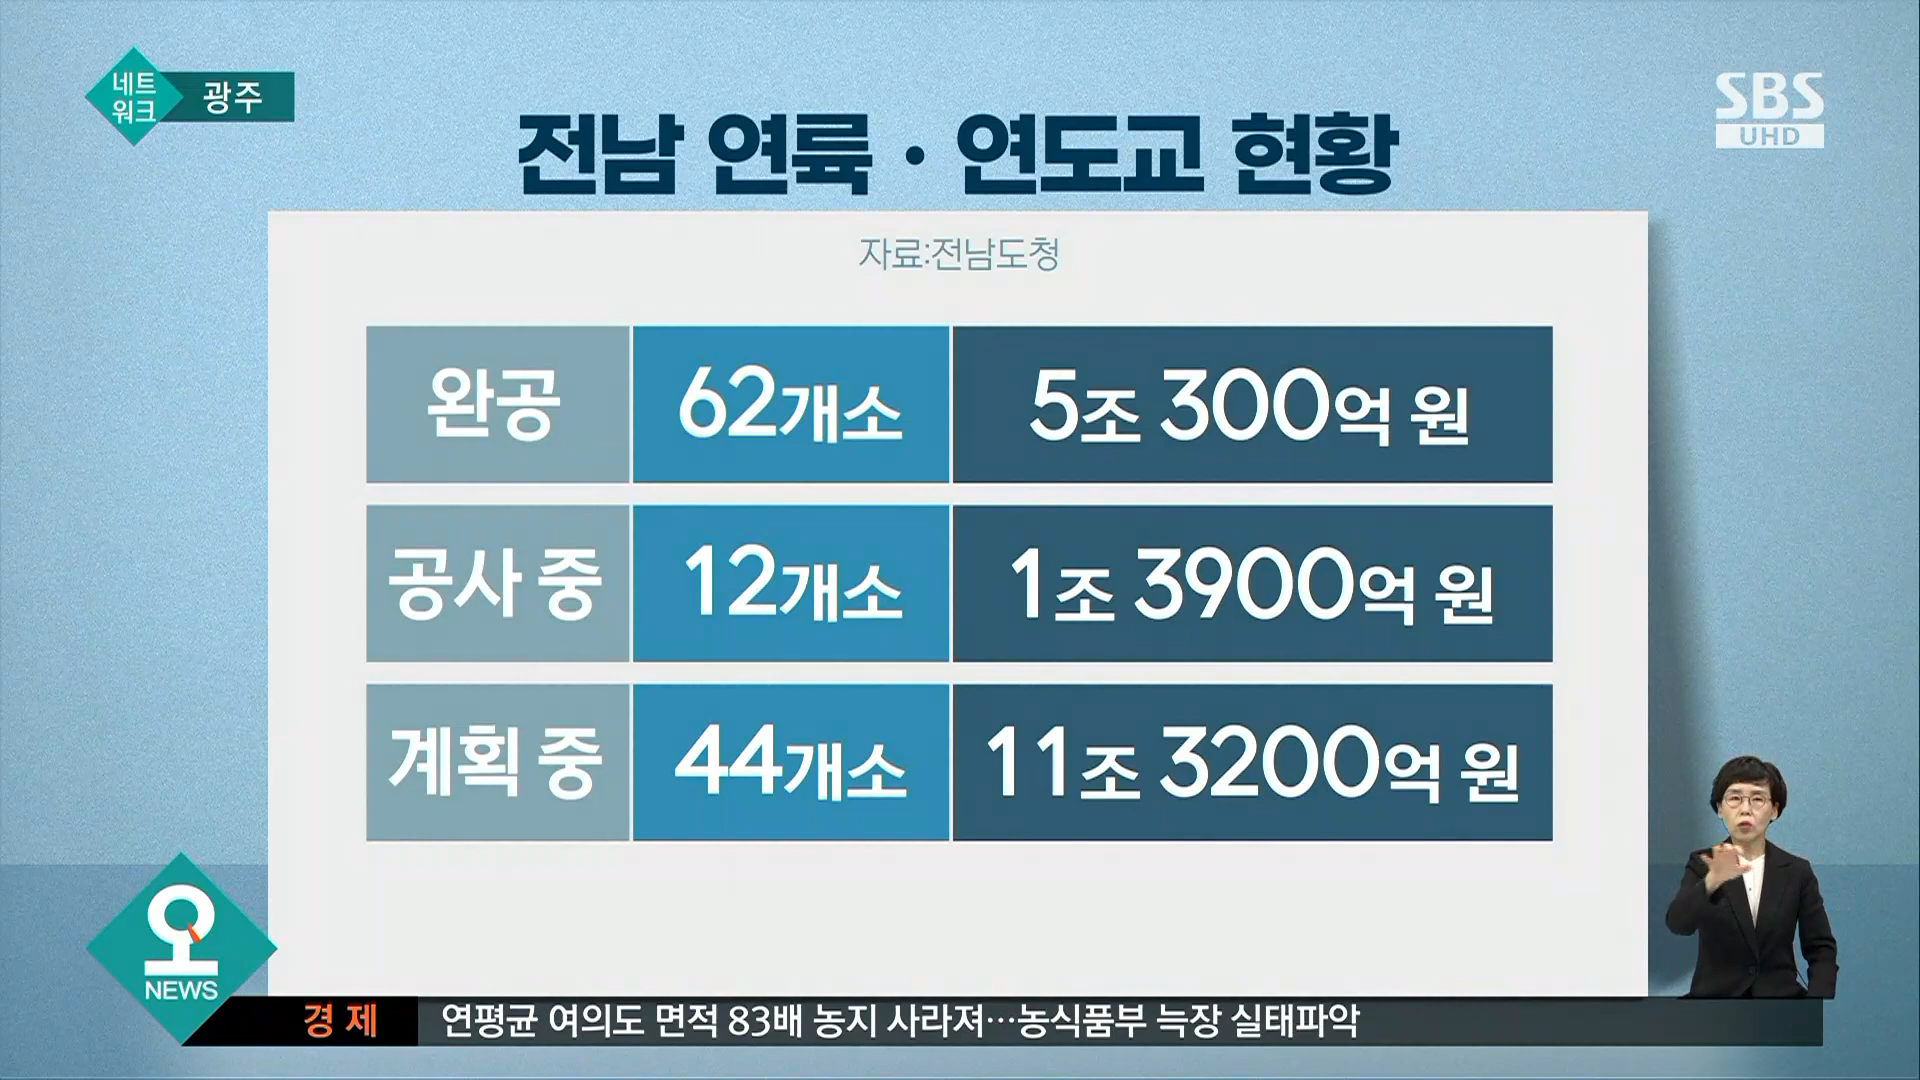 네트
워크
광주
SBS
UHD
전남 연륙·연도교 현황
자료:전남도청
완공 62개소 5조 300억 원
공사 중 12개소 1조 3900억 원
계획 중 44개소 11조 3200억 원
오
NEWS
경제 연평균 여의도 면적 83배 농지 사라져…농식품부 늑장 실태파악